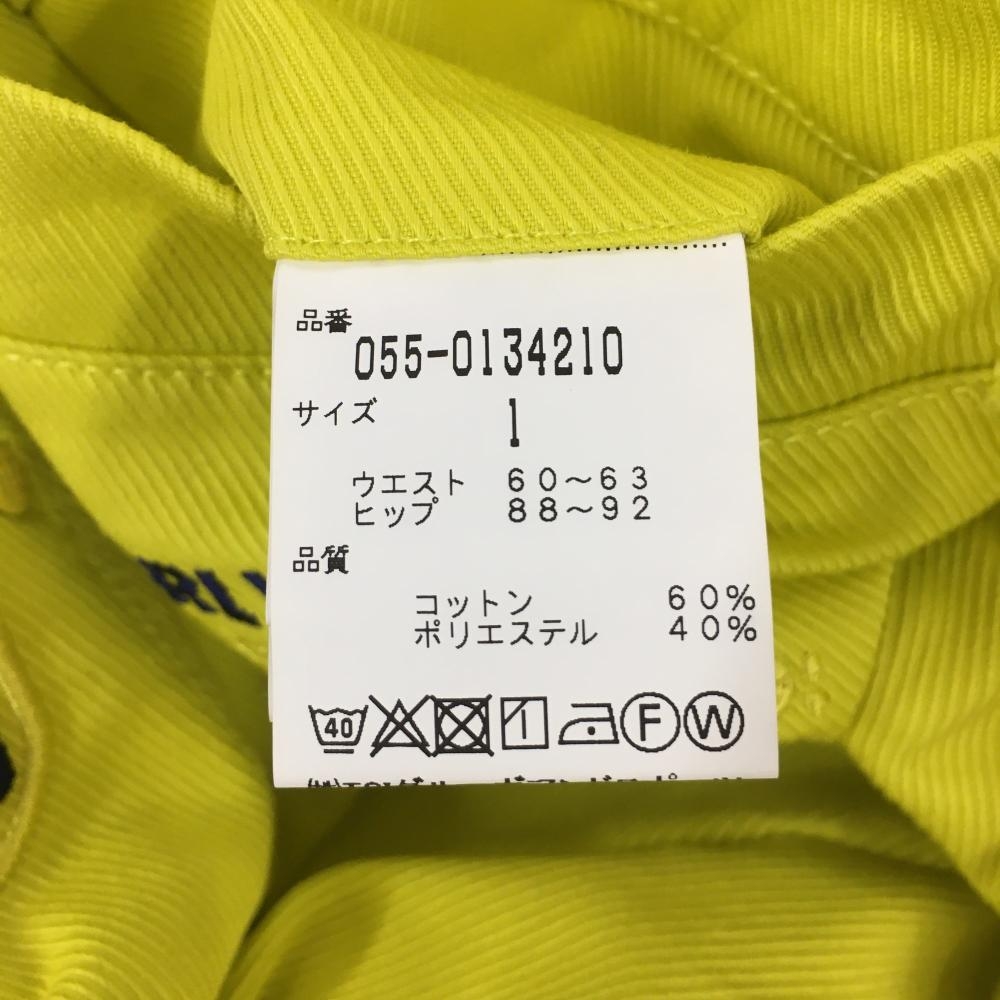 品番
055-0134210
サイズ 1
ウエスト 60～63
ヒップ 88～92
品質
コットン 60%
ポリエステル 40%
40 F W